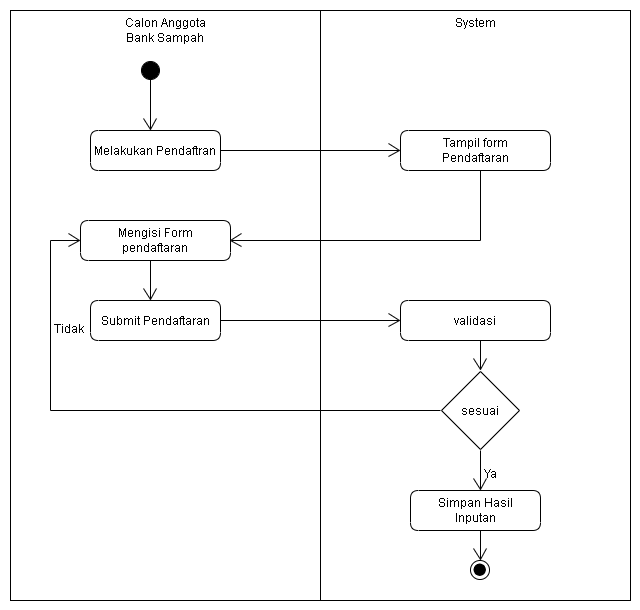 Calon Anggota
Bank Sampah
System
Melakukan Pendaftran
Tampil form
Pendaftaran
Mengisi Form
pendaftaran
Submit Pendaftaran
validasi
Tidak
sesuai
Ya
Simpan Hasil
Inputan